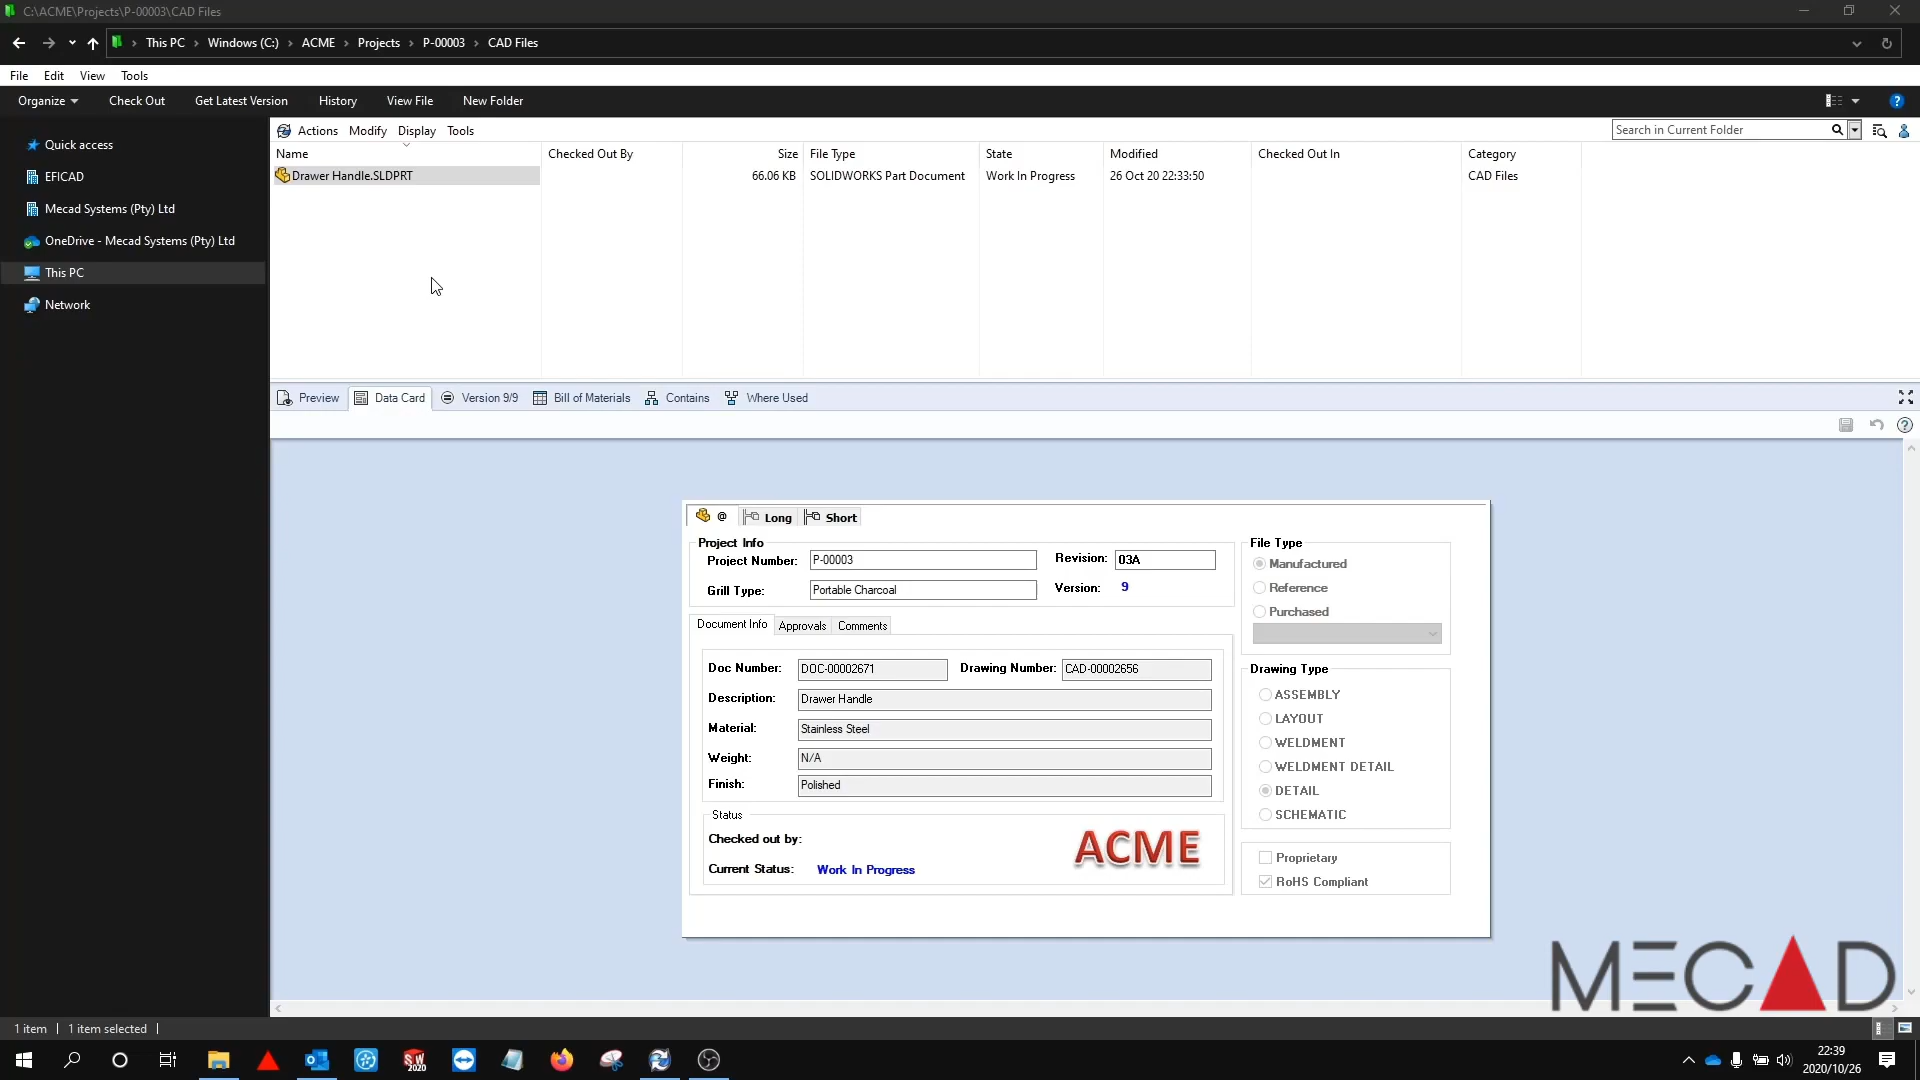 C:\ACME\Projects\P-00003\CAD Files
This PC › Windows (C:) › ACME › Projects › P-00003 › CAD Files
File Edit View Tools
Organize Check Out Get Latest Version History View File New Folder
Quick access
EFICAD
Mecad Systems (Pty) Ltd
OneDrive - Mecad Systems (Pty) Ltd
This PC
Network
Actions Modify Display Tools Search in Current Folder
Name Checked Out By Size File Type State Modified Checked Out In Category
Drawer Handle.SLDPRT 66.06 KB SOLIDWORKS Part Document Work In Progress 26 Oct 20 22:33:50 CAD Files
Preview Data Card Version 9/9 Bill of Materials Contains Where Used
@ Long Short
Project Info
Project Number: P-00003 Revision: 03A
Grill Type: Portable Charcoal Version: 9
Document Info Approvals Comments
Doc Number: DOC-00002671 Drawing Number: CAD-00002656
Description: Drawer Handle
Material: Stainless Steel
Weight: N/A
Finish: Polished
Status
Checked out by:
Current Status: Work In Progress
ACME
File Type
Manufactured
Reference
Purchased
Drawing Type
ASSEMBLY
LAYOUT
WELDMENT
WELDMENT DETAIL
DETAIL
SCHEMATIC
Proprietary
RoHS Compliant
MECAD
1 item 1 item selected
SW 2020
22:39
2020/10/26